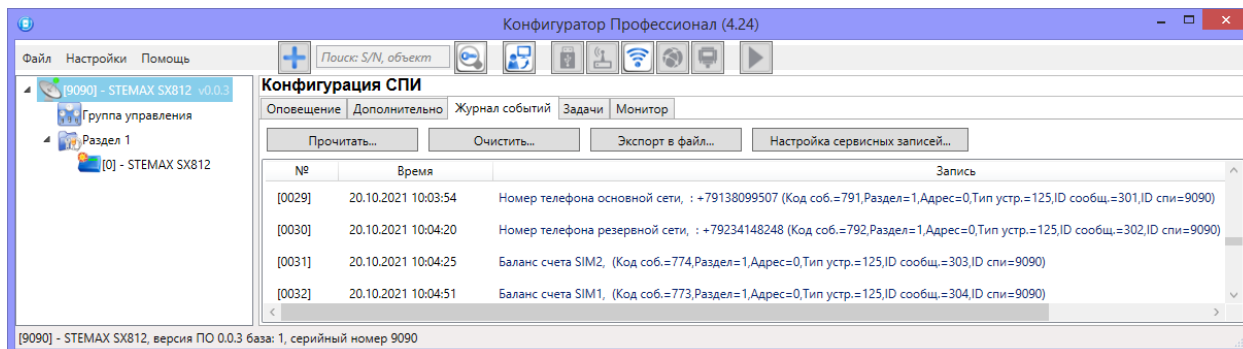 Конфигуратор Профессионал (4.24)
Файл Настройки Помощь Поиск: S/N, объект
[9090] - STEMAX SX812 v0.0.3
Группа управления
Раздел 1
[0] - STEMAX SX812
Конфигурация СПИ
Оповещение Дополнительно Журнал событий Задачи Монитор
Прочитать... Очистить... Экспорт в файл... Настройка сервисных записей...
№ Время Запись
[0029] 20.10.2021 10:03:54 Номер телефона основной сети, : +79138099507 (Код соб.=791,Раздел=1,Адрес=0,Тип устр.=125,ID сообщ.=301,ID спи=9090)
[0030] 20.10.2021 10:04:20 Номер телефона резервной сети, : +79234148248 (Код соб.=792,Раздел=1,Адрес=0,Тип устр.=125,ID сообщ.=302,ID спи=9090)
[0031] 20.10.2021 10:04:25 Баланс счета SIM2, (Код соб.=774,Раздел=1,Адрес=0,Тип устр.=125,ID сообщ.=303,ID спи=9090)
[0032] 20.10.2021 10:04:51 Баланс счета SIM1, (Код соб.=773,Раздел=1,Адрес=0,Тип устр.=125,ID сообщ.=304,ID спи=9090)
[9090] - STEMAX SX812, версия ПО 0.0.3 база: 1, серийный номер 9090